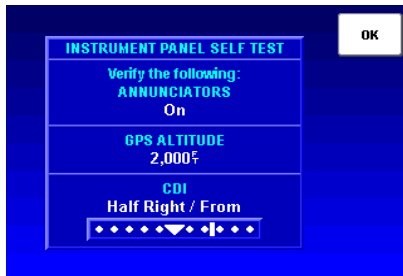 OK
INSTRUMENT PANEL SELF TEST
Verify the following:
ANNUNCIATORS
On
GPS ALTITUDE
2,000FT
CDI
Half Right / From